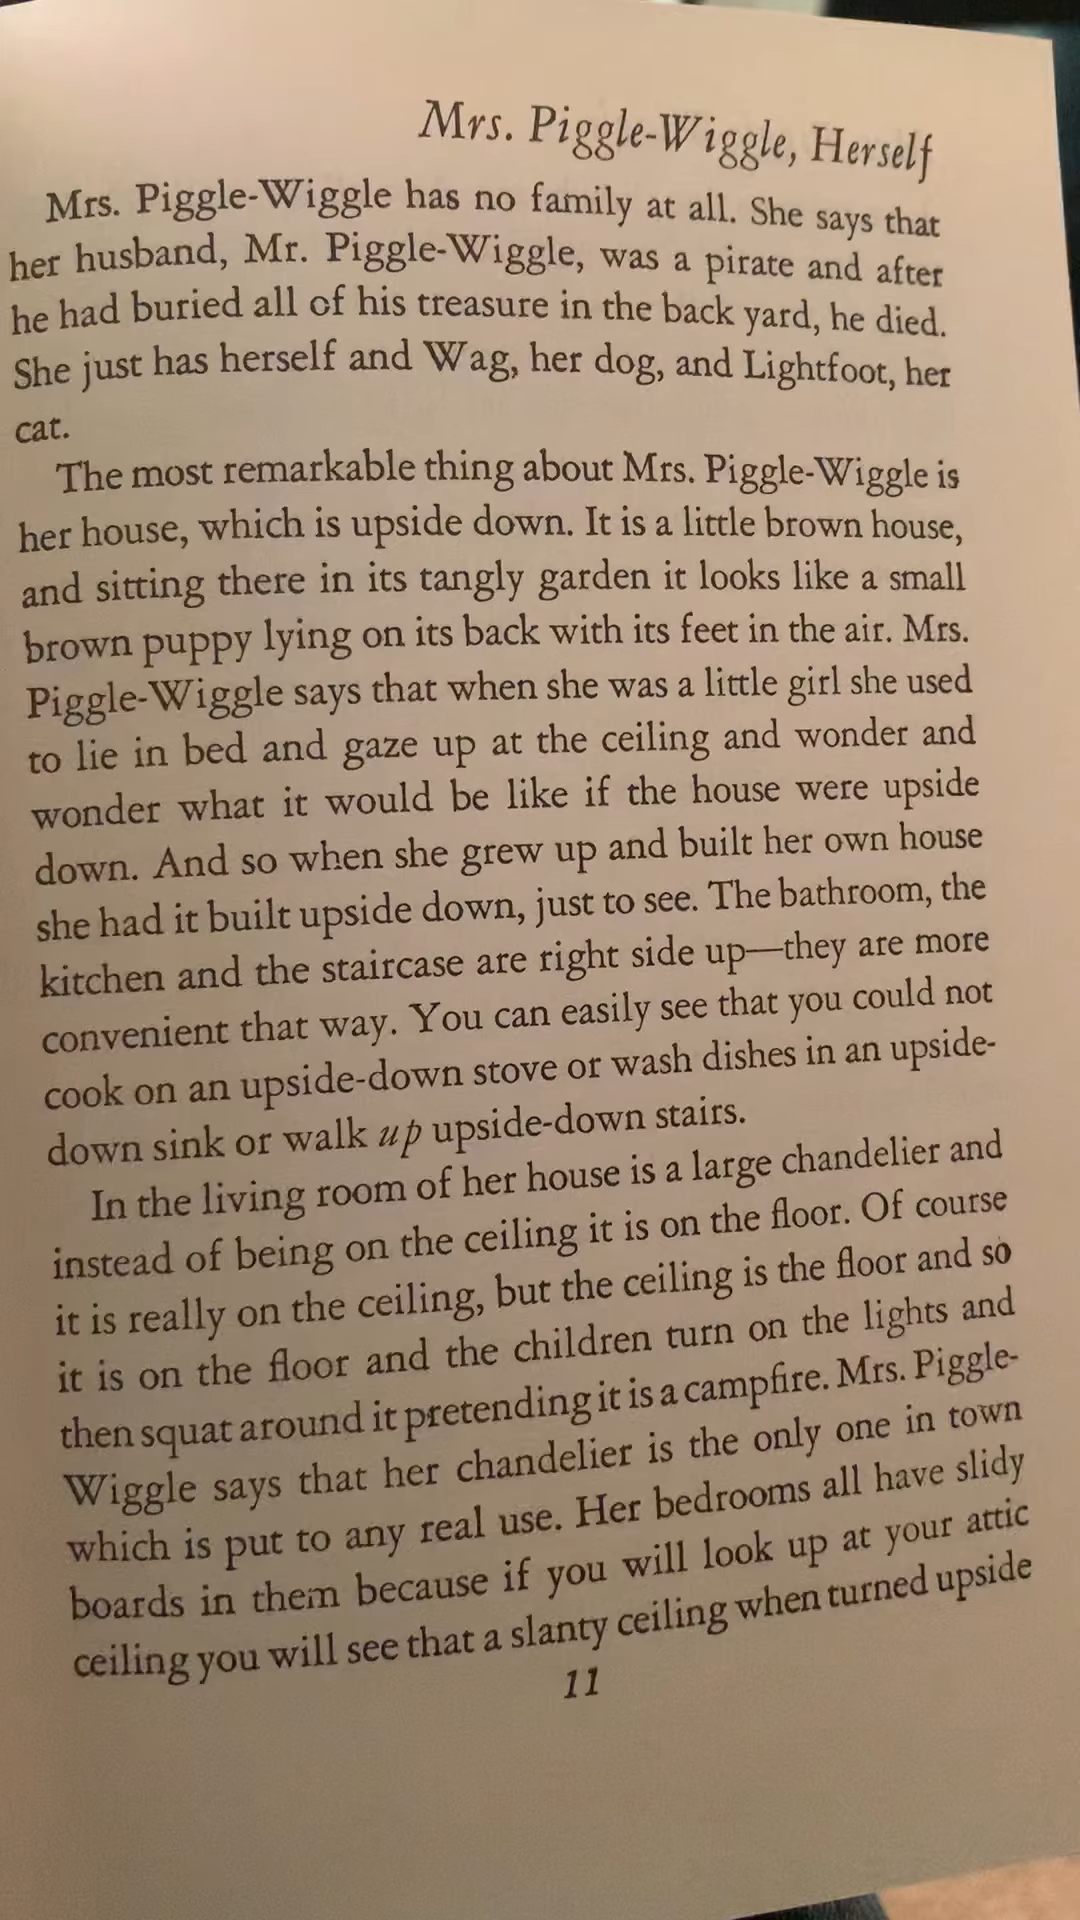 Mrs. Piggle-Wiggle, Herself
Mrs. Piggle-Wiggle has no family at all. She says that
her husband, Mr. Piggle-Wiggle, was a pirate and after
he had buried all of his treasure in the back yard, he died.
She just has herself and Wag, her dog, and Lightfoot, her
cat.
The most remarkable thing about Mrs. Piggle-Wiggle is
her house, which is upside down. It is a little brown house,
and sitting there in its tangly garden it looks like a small
brown puppy lying on its back with its feet in the air. Mrs.
Piggle-Wiggle says that when she was a little girl she used
to lie in bed and gaze up at the ceiling and wonder and
wonder what it would be like if the house were upside
down. And so when she grew up and built her own house
she had it built upside down, just to see. The bathroom, the
kitchen and the staircase are right side up—they are more
convenient that way. You can easily see that you could not
cook on an upside-down stove or wash dishes in an upside-
down sink or walk up upside-down stairs.
In the living room of her house is a large chandelier and
instead of being on the ceiling it is on the floor. Of course
it is really on the ceiling, but the ceiling is the floor and so
it is on the floor and the children turn on the lights and
then squat around it pretending it is a campfire. Mrs. Piggle-
Wiggle says that her chandelier is the only one in town
which is put to any real use. Her bedrooms all have slidy
boards in them because if you will look up at your attic
ceiling you will see that a slanty ceiling when turned upside
11